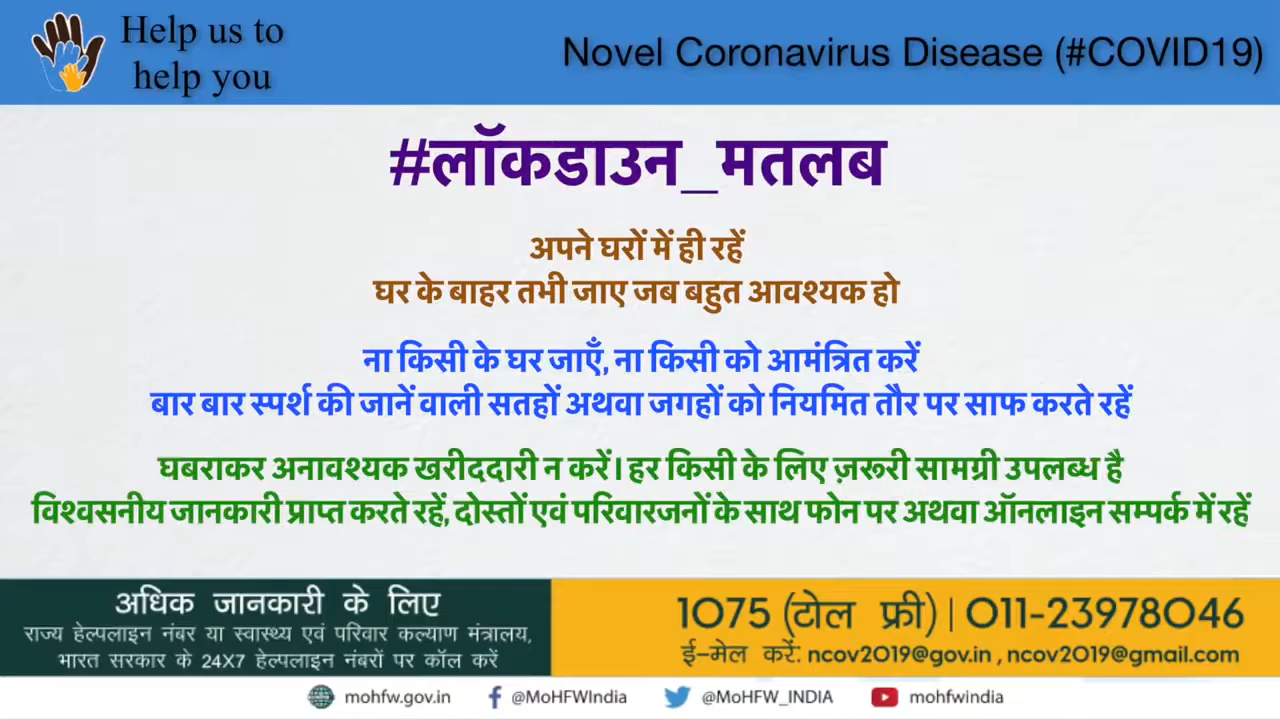 Help us to
help you
Novel Coronavirus Disease (#COVID19)
#लॉकडाउन_मतलब
अपने घरों में ही रहें
घर के बाहर तभी जाए जब बहुत आवश्यक हो
ना किसी के घर जाएँ, ना किसी को आमंत्रित करें
बार बार स्पर्श की जानें वाली सतहों अथवा जगहों को नियमित तौर पर साफ करते रहें
घबराकर अनावश्यक खरीददारी न करें। हर किसी के लिए ज़रूरी सामग्री उपलब्ध है
विश्वसनीय जानकारी प्राप्त करते रहें, दोस्तों एवं परिवारजनों के साथ फोन पर अथवा ऑनलाइन सम्पर्क में रहें
अधिक जानकारी के लिए
राज्य हेल्पलाइन नंबर या स्वास्थ्य एवं परिवार कल्याण मंत्रालय,
भारत सरकार के 24X7 हेल्पलाइन नंबरों पर कॉल करें
1075 (टोल फ्री) | 011-23978046
ई-मेल करें: ncov2019@gov.in , ncov2019@gmail.com
mohfw.gov.in @MoHFWIndia @MoHFW_INDIA mohfwindia